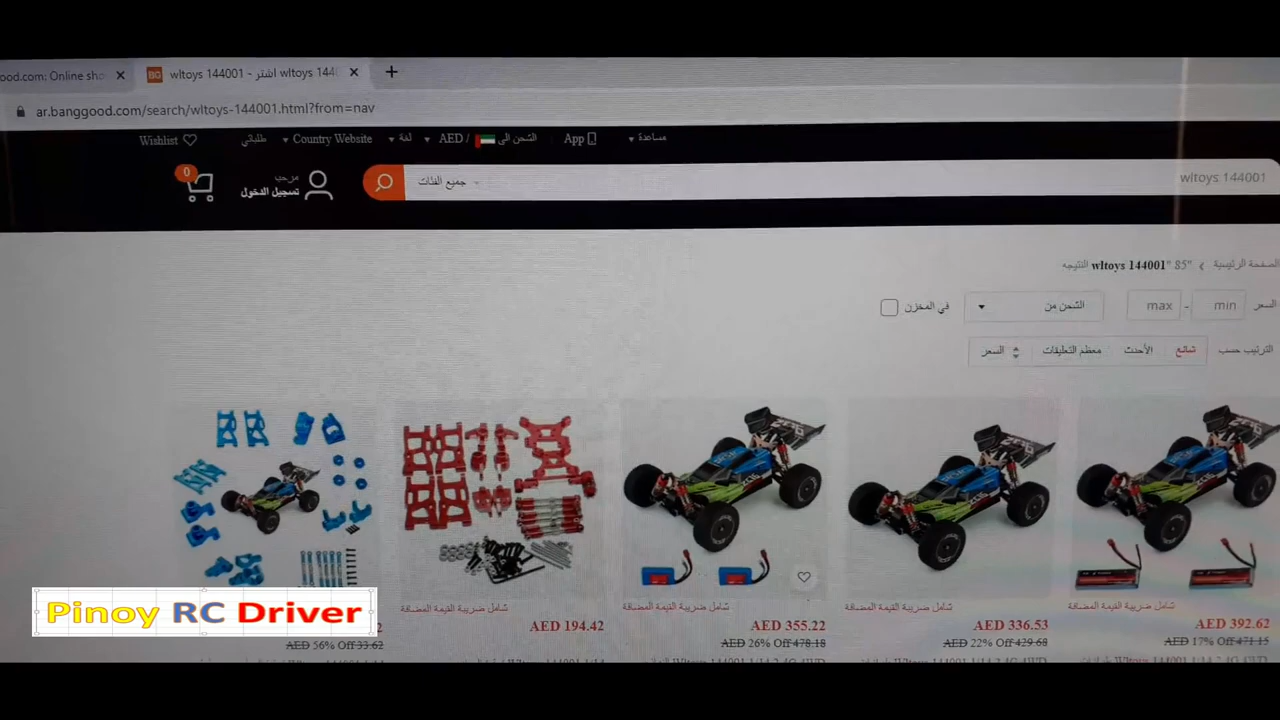 ood.com: Online sho
wltoys 144001 - اشتر wltoys 144
ar.banggood.com/search/wltoys-144001.html?from=nav
Wishlist
طلباتي
Country Website
لغة
AED /
الشحن الى
App
مساعدة
0
مرحب
تسجيل الدخول
جميع الفئات
wltoys 144001
الصفحة الرئيسية
"wltoys 144001" 85 النتيجه
السعر
min - max
الشحن من
في المخزن
الترتيب حسب
شائع
الأحدث
معظم التعليقات
السعر
شامل ضريبة القيمة المضافة
شامل ضريبة القيمة المضافة
شامل ضريبة القيمة المضافة
شامل ضريبة القيمة المضافة
AED 194.42
AED 355.22
AED 336.53
AED 392.62
AED 56% Off 33.62
AED 26% Off 478.18
AED 22% Off 429.68
AED 17% Off 471.15
Pinoy RC Driver